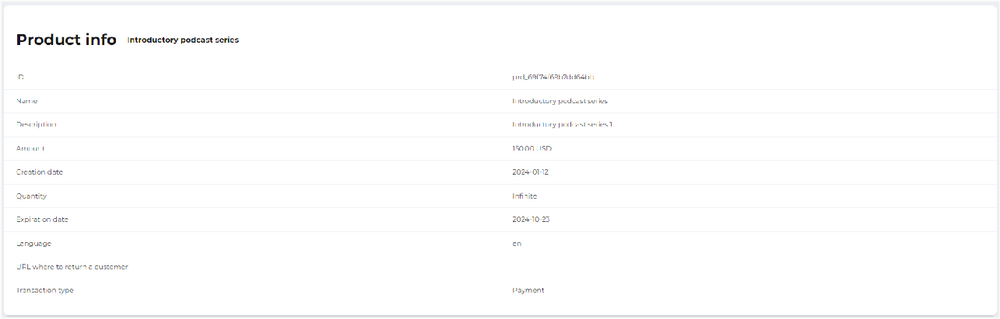 Product info Introductory podcast series
ID prd_69f74f69b7dd64bb
Name Introductory podcast series
Description Introductory podcast series 1
Amount 150.00 USD
Creation date 2024-01-12
Quantity Infinite
Expiration date 2024-10-23
Language en
URL where to return a customer
Transaction type Payment